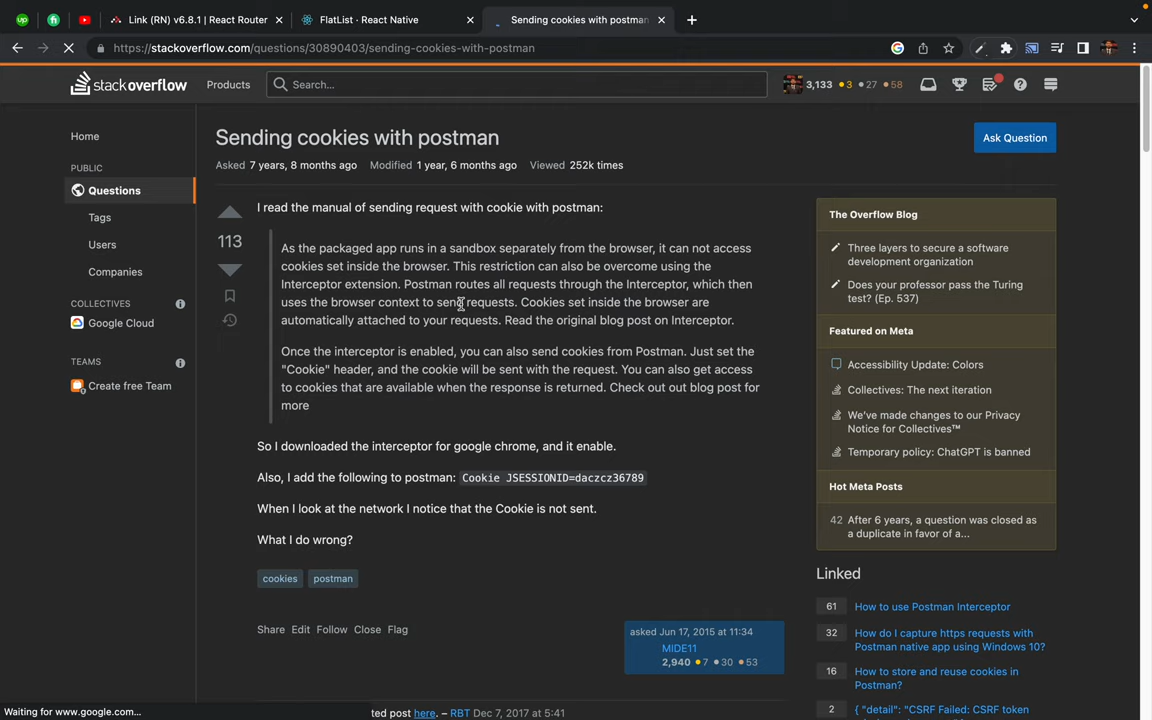 Link (RN) v6.8.1 | React Router
FlatList · React Native
Sending cookies with postman
https://stackoverflow.com/questions/30890403/sending-cookies-with-postman
stackoverflow
Products
Search...
3,133 3 27 58
Home
PUBLIC
Questions
Tags
Users
Companies
COLLECTIVES
Google Cloud
TEAMS
Create free Team
Sending cookies with postman
Ask Question
Asked 7 years, 8 months ago Modified 1 year, 6 months ago Viewed 252k times
113
I read the manual of sending request with cookie with postman:
As the packaged app runs in a sandbox separately from the browser, it can not access
cookies set inside the browser. This restriction can also be overcome using the
Interceptor extension. Postman routes all requests through the Interceptor, which then
uses the browser context to send requests. Cookies set inside the browser are
automatically attached to your requests. Read the original blog post on Interceptor.
Once the interceptor is enabled, you can also send cookies from Postman. Just set the
"Cookie" header, and the cookie will be sent with the request. You can also get access
to cookies that are available when the response is returned. Check out out blog post for
more
So I downloaded the interceptor for google chrome, and it enable.
Also, I add the following to postman: Cookie JSESSIONID=daczcz36789
When I look at the network I notice that the Cookie is not sent.
What I do wrong?
cookies postman
Share Edit Follow Close Flag
asked Jun 17, 2015 at 11:34
MIDE11
2,940 7 30 53
ted post here. – RBT Dec 7, 2017 at 5:41
The Overflow Blog
Three layers to secure a software
development organization
Does your professor pass the Turing
test? (Ep. 537)
Featured on Meta
Accessibility Update: Colors
Collectives: The next iteration
We've made changes to our Privacy
Notice for Collectives™
Temporary policy: ChatGPT is banned
Hot Meta Posts
42 After 6 years, a question was closed as
a duplicate in favor of a...
Linked
61 How to use Postman Interceptor
32 How do I capture https requests with
Postman native app using Windows 10?
16 How to store and reuse cookies in
Postman?
2 { "detail": "CSRF Failed: CSRF token
Waiting for www.google.com...